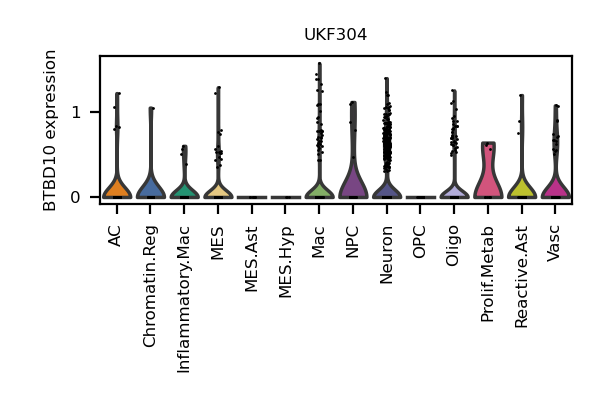 UKF304
BTBD10 expression
1
0
AC
Chromatin.Reg
Inflammatory.Mac
MES
MES.Ast
MES.Hyp
Mac
NPC
Neuron
OPC
Oligo
Prolif.Metab
Reactive.Ast
Vasc